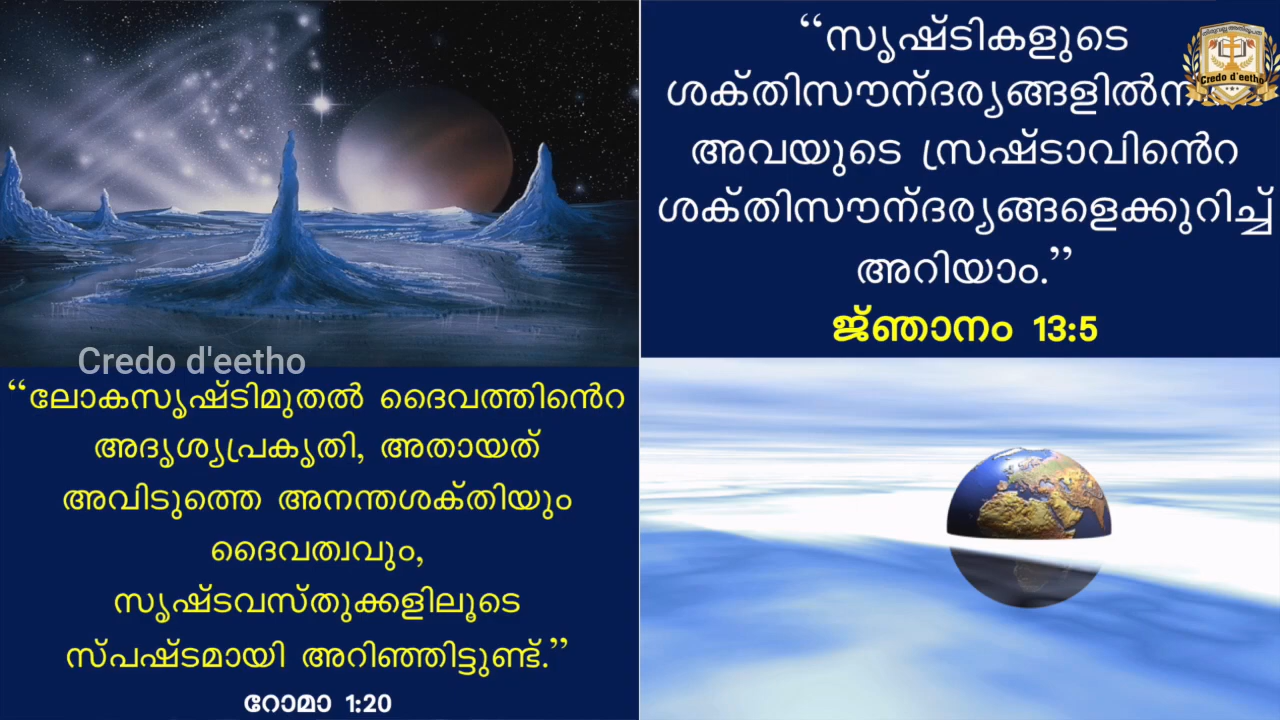 “സൃഷ്ടികളുടെ
ശക്തിസൗന്ദര്യങ്ങളിൽ
അവയുടെ സ്രഷ്ടാവിൻെറ
ശക്തിസൗന്ദര്യങ്ങളെക്കുറിച്ച്
അറിയാം.”
ജ്ഞാനം 13:5
Credo d`eetho
Credo d'eetho
“ലോകസൃഷ്ടിമുതൽ ദൈവത്തിൻെറ
അദൃശ്യപ്രകൃതി, അതായത്
അവിടുത്തെ അനന്തശക്തിയും
ദൈവത്വവും,
സൃഷ്ടവസ്തുക്കളിലൂടെ
സ്പഷ്ടമായി അറിഞ്ഞിട്ടുണ്ട്.”
റോമാ 1:20